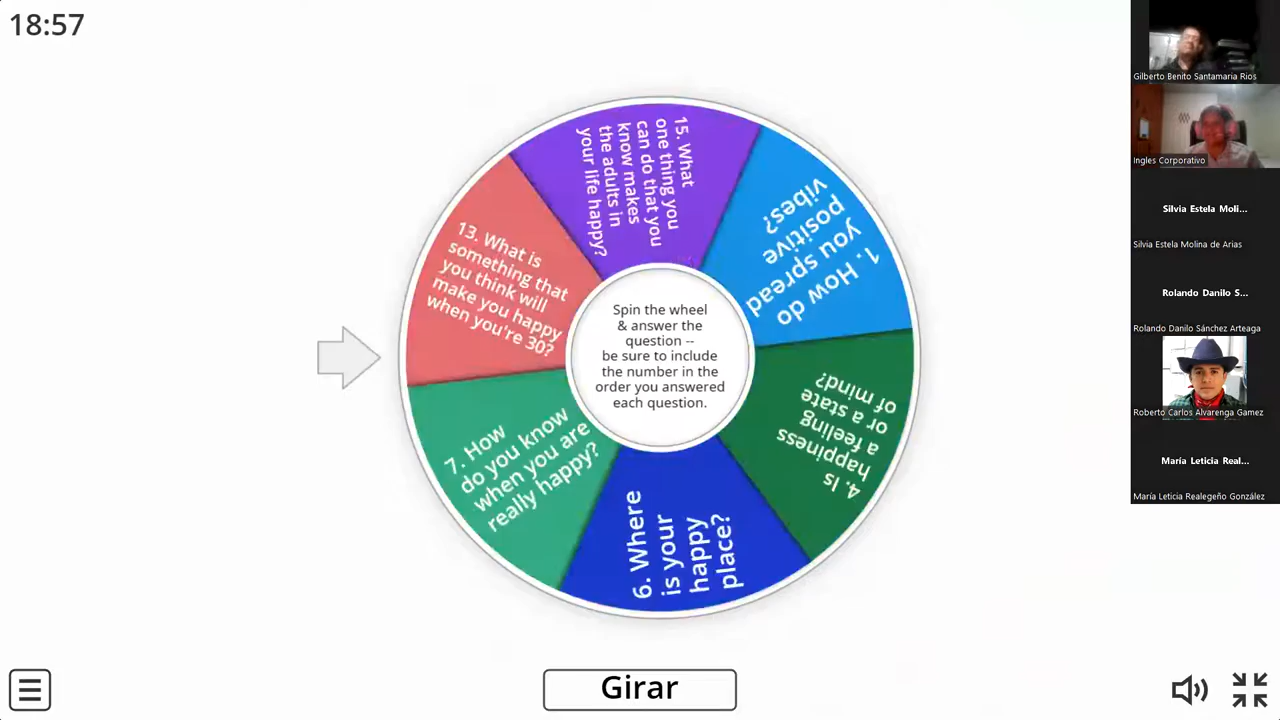 18:57
15. What
one thing you
can do that you
know makes
the adults in
your life happy?
1. How do
you spread
positive
vibes?
13. What is
something that
you think will
make you happy
when you're 30?
Spin the wheel
& answer the
question --
be sure to include
the number in the
order you answered
each question.
4. Is
happiness
a feeling
or a state
of mind?
7. How
do you know
when you are
really happy?
6. Where
is your
happy
place?
Girar
Gilberto Benito Santamaria Rios
Ingles Corporativo
Silvia Estela Moli...
Silvia Estela Molina de Arias
Rolando Danilo S...
Rolando Danilo Sánchez Arteaga
Roberto Carlos Alvarenga Gamez
María Leticia Real...
María Leticia Realegeño González